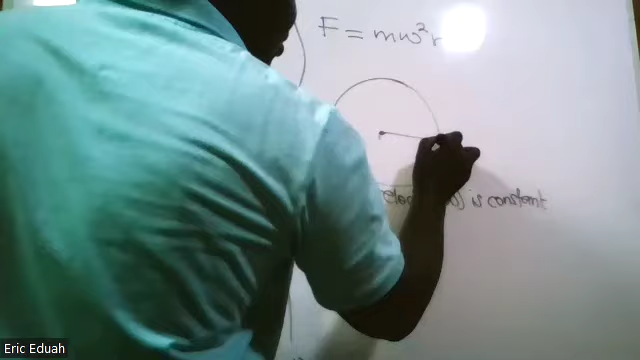 F = mω²r
is constant
Eric Eduah